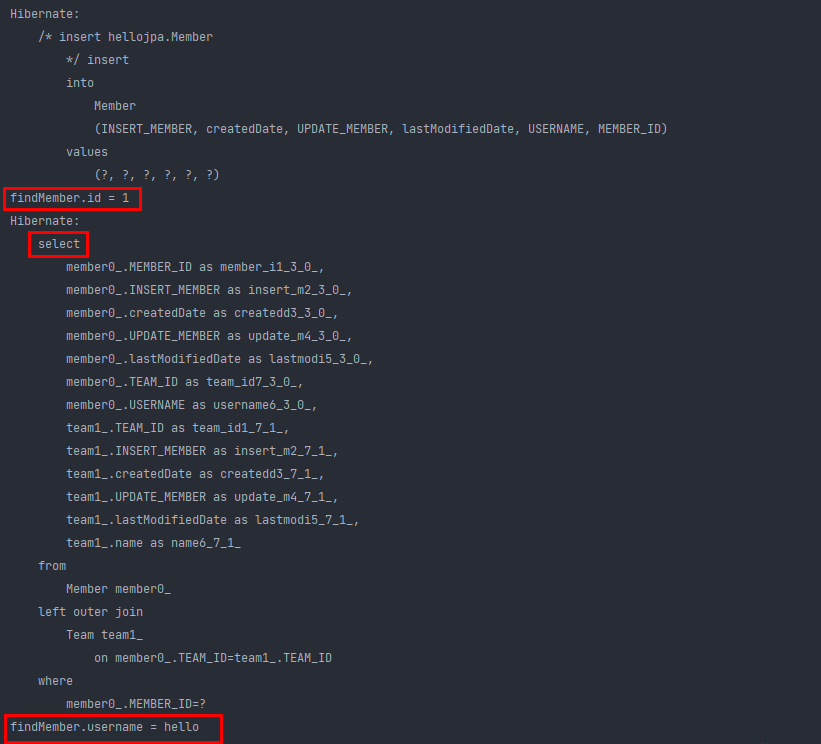 Hibernate:
/* insert hellojpa.Member
*/ insert
into
Member
(INSERT_MEMBER, createdDate, UPDATE_MEMBER, lastModifiedDate, USERNAME, MEMBER_ID)
values
(?, ?, ?, ?, ?, ?)
findMember.id = 1
Hibernate:
select
member0_.MEMBER_ID as member_i1_3_0_,
member0_.INSERT_MEMBER as insert_m2_3_0_,
member0_.createdDate as createdd3_3_0_,
member0_.UPDATE_MEMBER as update_m4_3_0_,
member0_.lastModifiedDate as lastmodi5_3_0_,
member0_.TEAM_ID as team_id7_3_0_,
member0_.USERNAME as username6_3_0_,
team1_.TEAM_ID as team_id1_7_1_,
team1_.INSERT_MEMBER as insert_m2_7_1_,
team1_.createdDate as createdd3_7_1_,
team1_.UPDATE_MEMBER as update_m4_7_1_,
team1_.lastModifiedDate as lastmodi5_7_1_,
team1_.name as name6_7_1_
from
Member member0_
left outer join
Team team1_
on member0_.TEAM_ID=team1_.TEAM_ID
where
member0_.MEMBER_ID=?
findMember.username = hello